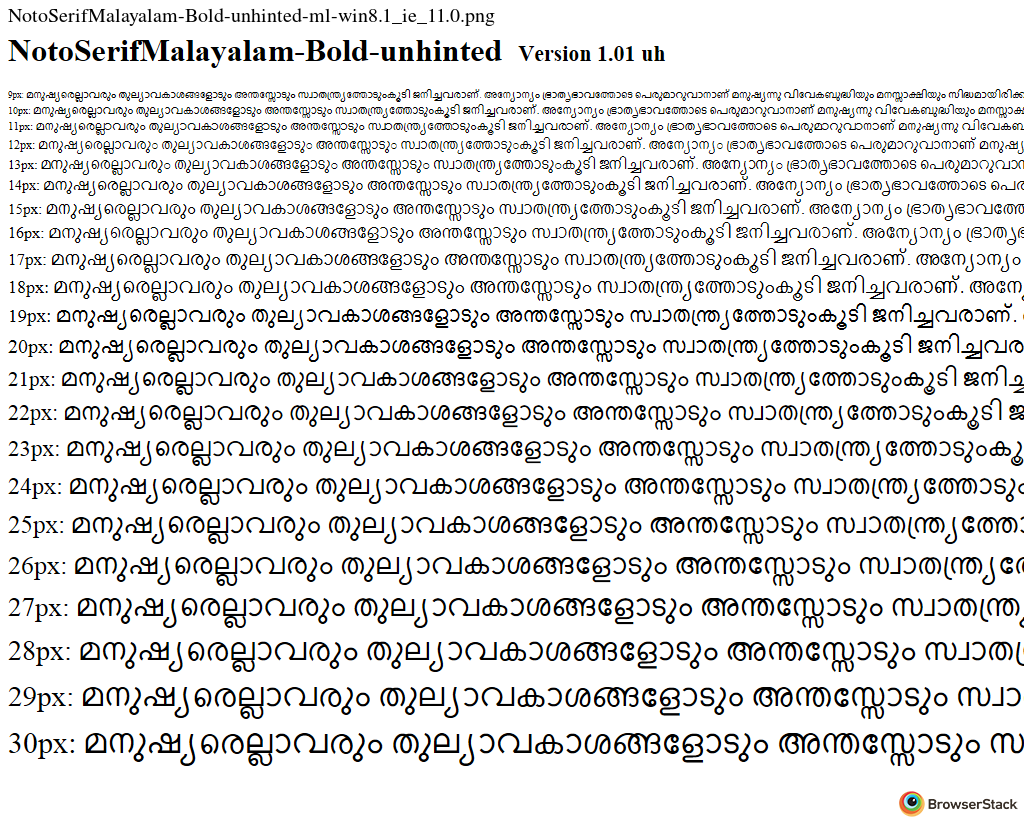 NotoSerifMalayalam-Bold-unhinted-ml-win8.1_ie_11.0.png
NotoSerifMalayalam-Bold-unhinted Version 1.01 uh
9px: മനുഷ്യരെല്ലാവരും തുല്യാവകാശങ്ങളോടും അന്തസ്സോടും സ്വാതന്ത്ര്യത്തോടുംകൂടി ജനിച്ചവരാണ്. അന്യോന്യം ഭ്രാതൃഭാവത്തോടെ പെരുമാറുവാനാണ് മനുഷ്യന്നു വിവേകബുദ്ധിയും മനസ്സാക്ഷിയും സിദ്ധമായിരിക്ക
10px: മനുഷ്യരെല്ലാവരും തുല്യാവകാശങ്ങളോടും അന്തസ്സോടും സ്വാതന്ത്ര്യത്തോടുംകൂടി ജനിച്ചവരാണ്. അന്യോന്യം ഭ്രാതൃഭാവത്തോടെ പെരുമാറുവാനാണ് മനുഷ്യന്നു വിവേകബുദ്ധിയും മനസ്സാക
11px: മനുഷ്യരെല്ലാവരും തുല്യാവകാശങ്ങളോടും അന്തസ്സോടും സ്വാതന്ത്ര്യത്തോടുംകൂടി ജനിച്ചവരാണ്. അന്യോന്യം ഭ്രാതൃഭാവത്തോടെ പെരുമാറുവാനാണ് മനുഷ്യന്നു വിവേകബ
12px: മനുഷ്യരെല്ലാവരും തുല്യാവകാശങ്ങളോടും അന്തസ്സോടും സ്വാതന്ത്ര്യത്തോടുംകൂടി ജനിച്ചവരാണ്. അന്യോന്യം ഭ്രാതൃഭാവത്തോടെ പെരുമാറുവാനാണ് മനുഷ്യ
13px: മനുഷ്യരെല്ലാവരും തുല്യാവകാശങ്ങളോടും അന്തസ്സോടും സ്വാതന്ത്ര്യത്തോടുംകൂടി ജനിച്ചവരാണ്. അന്യോന്യം ഭ്രാതൃഭാവത്തോടെ പെരുമാറുവാന
14px: മനുഷ്യരെല്ലാവരും തുല്യാവകാശങ്ങളോടും അന്തസ്സോടും സ്വാതന്ത്ര്യത്തോടുംകൂടി ജനിച്ചവരാണ്. അന്യോന്യം ഭ്രാതൃഭാവത്തോടെ പെര
15px: മനുഷ്യരെല്ലാവരും തുല്യാവകാശങ്ങളോടും അന്തസ്സോടും സ്വാതന്ത്ര്യത്തോടുംകൂടി ജനിച്ചവരാണ്. അന്യോന്യം ഭ്രാതൃഭാവത്തേ
16px: മനുഷ്യരെല്ലാവരും തുല്യാവകാശങ്ങളോടും അന്തസ്സോടും സ്വാതന്ത്ര്യത്തോടുംകൂടി ജനിച്ചവരാണ്. അന്യോന്യം ഭ്രാതൃഭ
17px: മനുഷ്യരെല്ലാവരും തുല്യാവകാശങ്ങളോടും അന്തസ്സോടും സ്വാതന്ത്ര്യത്തോടുംകൂടി ജനിച്ചവരാണ്. അന്യോന്യം
18px: മനുഷ്യരെല്ലാവരും തുല്യാവകാശങ്ങളോടും അന്തസ്സോടും സ്വാതന്ത്ര്യത്തോടുംകൂടി ജനിച്ചവരാണ്. അന്യേ
19px: മനുഷ്യരെല്ലാവരും തുല്യാവകാശങ്ങളോടും അന്തസ്സോടും സ്വാതന്ത്ര്യത്തോടുംകൂടി ജനിച്ചവരാണ്.
20px: മനുഷ്യരെല്ലാവരും തുല്യാവകാശങ്ങളോടും അന്തസ്സോടും സ്വാതന്ത്ര്യത്തോടുംകൂടി ജനിച്ചവര
21px: മനുഷ്യരെല്ലാവരും തുല്യാവകാശങ്ങളോടും അന്തസ്സോടും സ്വാതന്ത്ര്യത്തോടുംകൂടി ജനിച്ച
22px: മനുഷ്യരെല്ലാവരും തുല്യാവകാശങ്ങളോടും അന്തസ്സോടും സ്വാതന്ത്ര്യത്തോടുംകൂടി ജ
23px: മനുഷ്യരെല്ലാവരും തുല്യാവകാശങ്ങളോടും അന്തസ്സോടും സ്വാതന്ത്ര്യത്തോടുംകൂ
24px: മനുഷ്യരെല്ലാവരും തുല്യാവകാശങ്ങളോടും അന്തസ്സോടും സ്വാതന്ത്ര്യത്തോടും
25px: മനുഷ്യരെല്ലാവരും തുല്യാവകാശങ്ങളോടും അന്തസ്സോടും സ്വാതന്ത്ര്യത്തോ
26px: മനുഷ്യരെല്ലാവരും തുല്യാവകാശങ്ങളോടും അന്തസ്സോടും സ്വാതന്ത്ര്യത
27px: മനുഷ്യരെല്ലാവരും തുല്യാവകാശങ്ങളോടും അന്തസ്സോടും സ്വാതന്ത്ര
28px: മനുഷ്യരെല്ലാവരും തുല്യാവകാശങ്ങളോടും അന്തസ്സോടും സ്വാത
29px: മനുഷ്യരെല്ലാവരും തുല്യാവകാശങ്ങളോടും അന്തസ്സോടും സ്വാ
30px: മനുഷ്യരെല്ലാവരും തുല്യാവകാശങ്ങളോടും അന്തസ്സോടും സ
BrowserStack